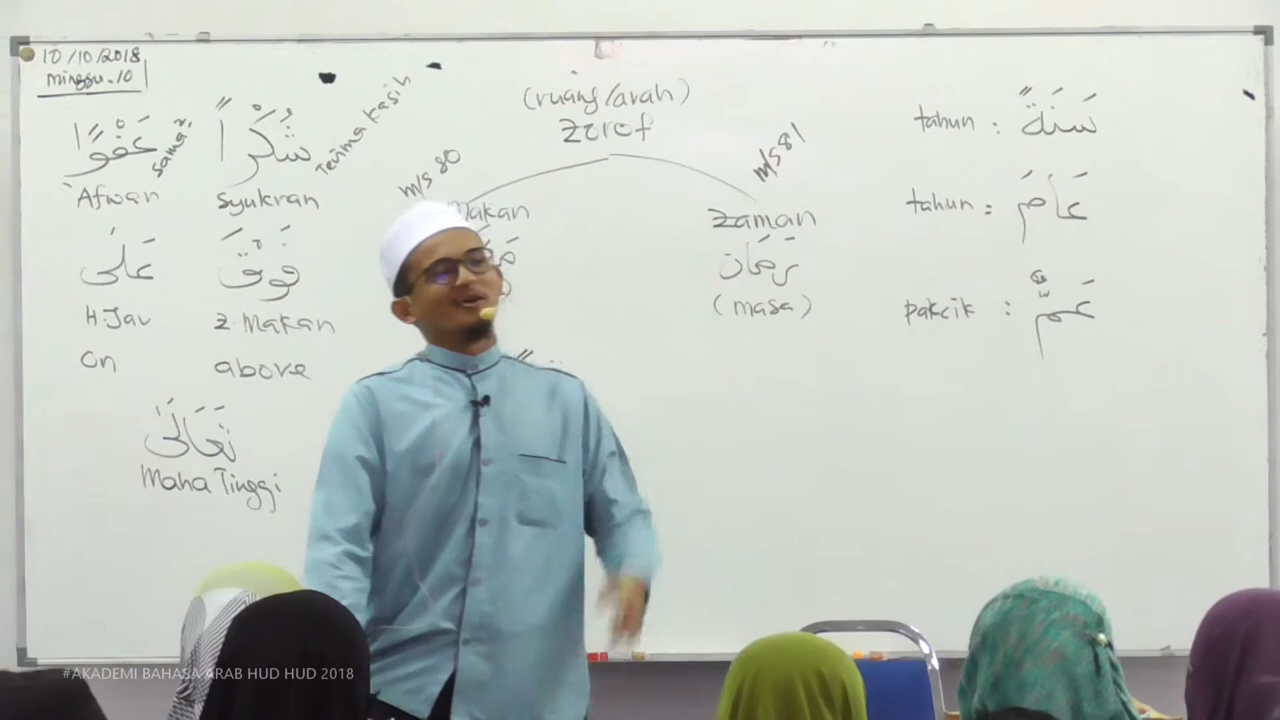 10/10/2018
minggu.10
عَفْوًا
sama²
شُكْرًا
Terima kasih
'Afwan
Syukran
عَلَى
فَوْقَ
H.Jar
Z.Makan
on
above
تَعَالَىٰ
Maha Tinggi
(ruang/arah)
Zorof
m/s 80
Makan
m/s 81
zaman
زَمَان
(masa)
tahun : سَنَةً
tahun : عَامَ
pakcik : عَمٌّ
#AKADEMI BAHASA ARAB HUD HUD 2018